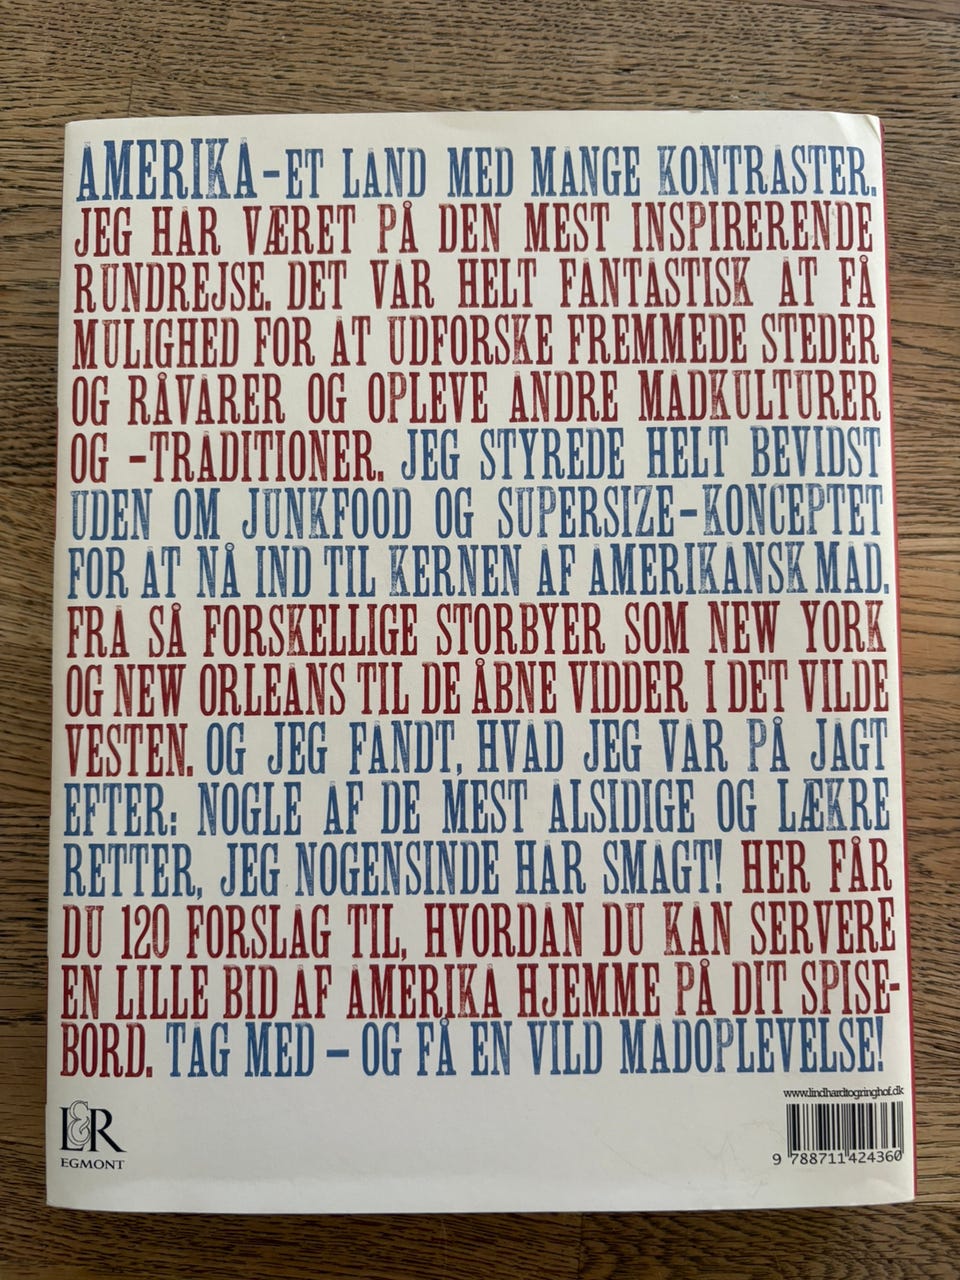 AMERIKA – ET LAND MED MANGE KONTRASTER.
JEG HAR VÆRET PÅ DEN MEST INSPIRERENDE
RUNDREJSE. DET VAR HELT FANTASTISK AT FÅ
MULIGHED FOR AT UDFORSKE FREMMEDE STEDER
OG RÅVARER OG OPLEVE ANDRE MADKULTURER
OG -TRADITIONER. JEG STYREDE HELT BEVIDST
UDEN OM JUNKFOOD OG SUPERSIZE-KONCEPTET
FOR AT NÅ IND TIL KERNEN AF AMERIKANSK MAD.
FRA SÅ FORSKELLIGE STORBYER SOM NEW YORK
OG NEW ORLEANS TIL DE ÅBNE VIDDER I DET VILDE
VESTEN. OG JEG FANDT, HVAD JEG VAR PÅ JAGT
EFTER: NOGLE AF DE MEST ALSIDIGE OG LÆKRE
RETTER, JEG NOGENSINDE HAR SMAGT! HER FÅR
DU 120 FORSLAG TIL, HVORDAN DU KAN SERVERE
EN LILLE BID AF AMERIKA HJEMME PÅ DIT SPISE-
BORD. TAG MED – OG FÅ EN VILD MADOPLEVELSE!
www.lindhardtogringhof.dk
L&R
EGMONT
9 788711 424360